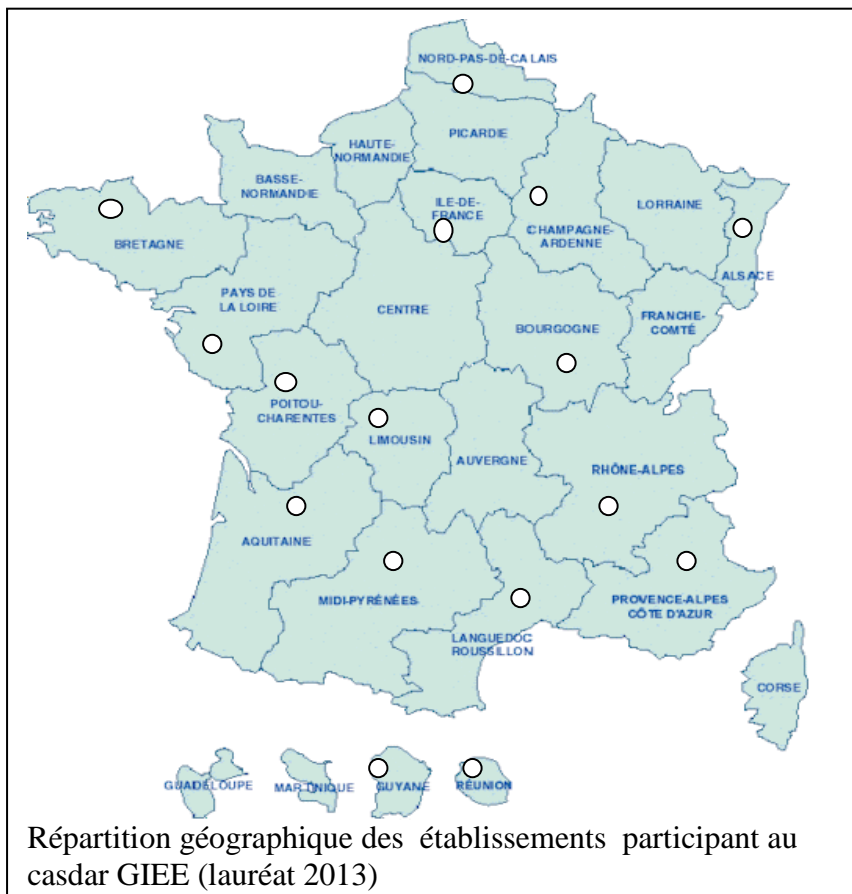 NORD-PAS-DE-CALAIS
PICARDIE
HAUTE-
NORMANDIE
BASSE-
NORMANDIE
ILE-DE-
FRANCE
CHAMPAGNE-
ARDENNE
LORRAINE
ALSACE
BRETAGNE
PAYS DE
LA LOIRE
CENTRE
BOURGOGNE
FRANCHE-
COMTÉ
POITOU-
CHARENTES
LIMOUSIN
AUVERGNE
RHÔNE-ALPES
AQUITAINE
MIDI-PYRÉNÉES
LANGUEDOC
ROUSSILLON
PROVENCE-ALPES
CÔTE D'AZUR
CORSE
GUADELOUPE
MARTINIQUE
GUYANE
RÉUNION
Répartition géographique des établissements participant au
casdar GIEE (lauréat 2013)